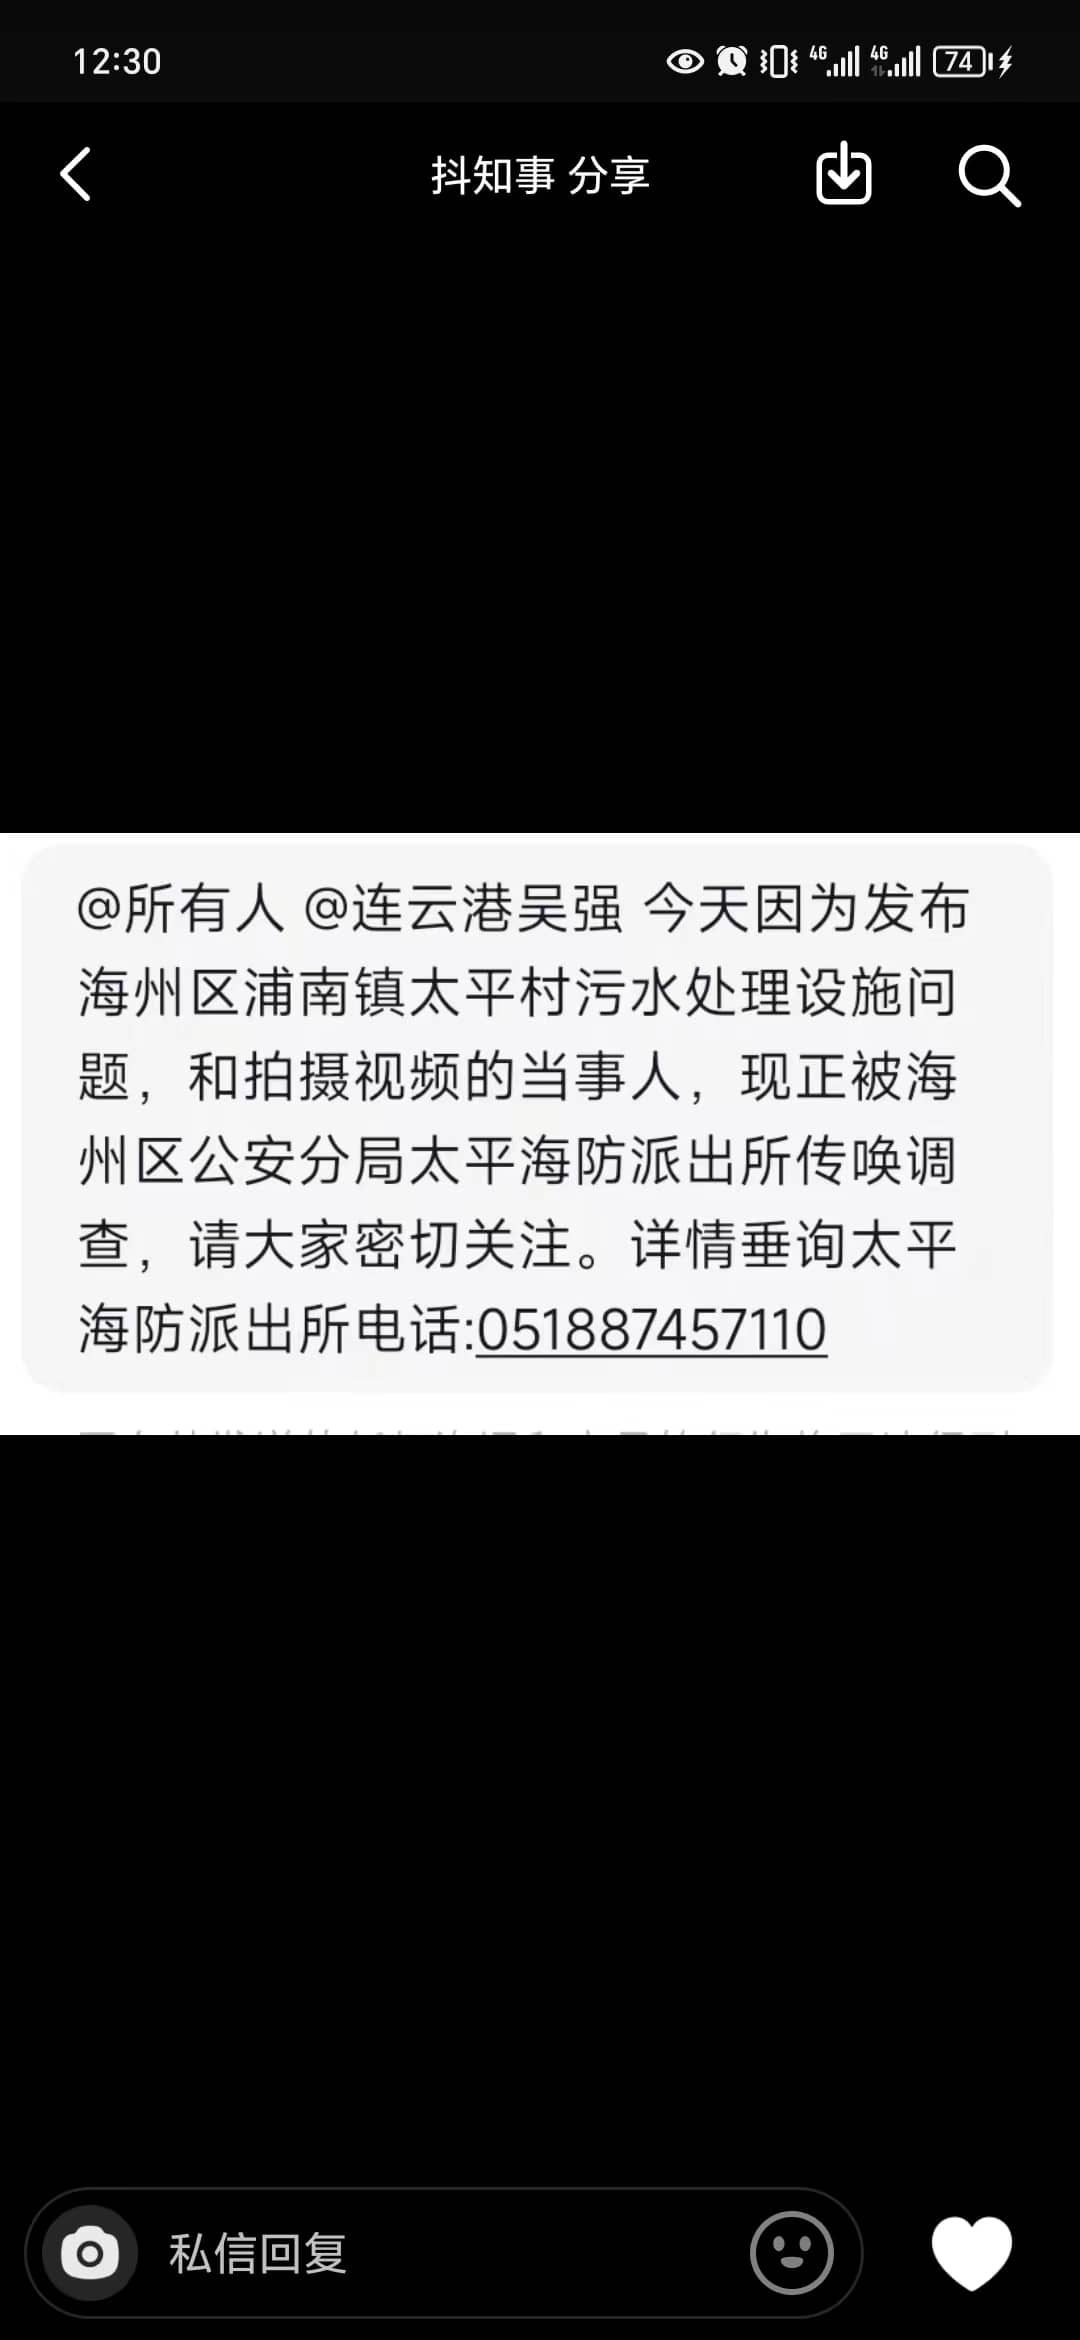 12:30
4G 4G 74
抖知事 分享
@所有人 @连云港吴强 今天因为发布
海州区浦南镇太平村污水处理设施问
题，和拍摄视频的当事人，现正被海
州区公安分局太平海防派出所传唤调
查，请大家密切关注。详情垂询太平
海防派出所电话:051887457110
私信回复